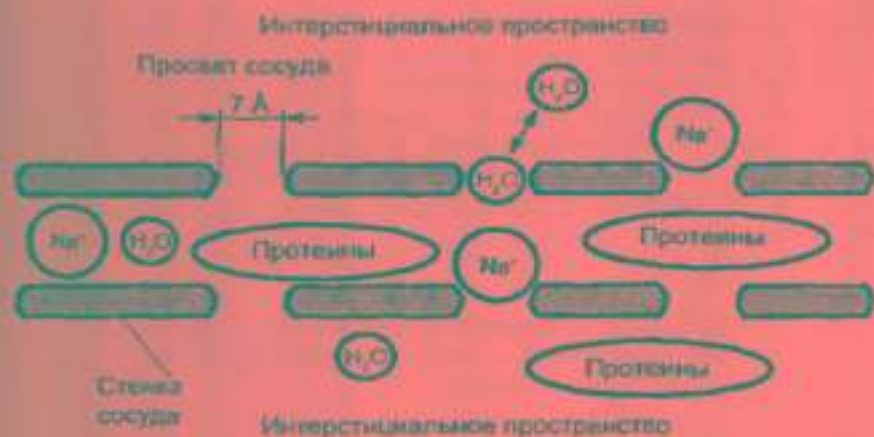 Интерстициальное пространство
Просвет сосуда
7 Å
H₂O
Na⁺
H₂O
Na⁺
H₂O
Протеины
Na⁺
Протеины
H₂O
Протеины
Стенка
сосуда
Интерстициальное пространство